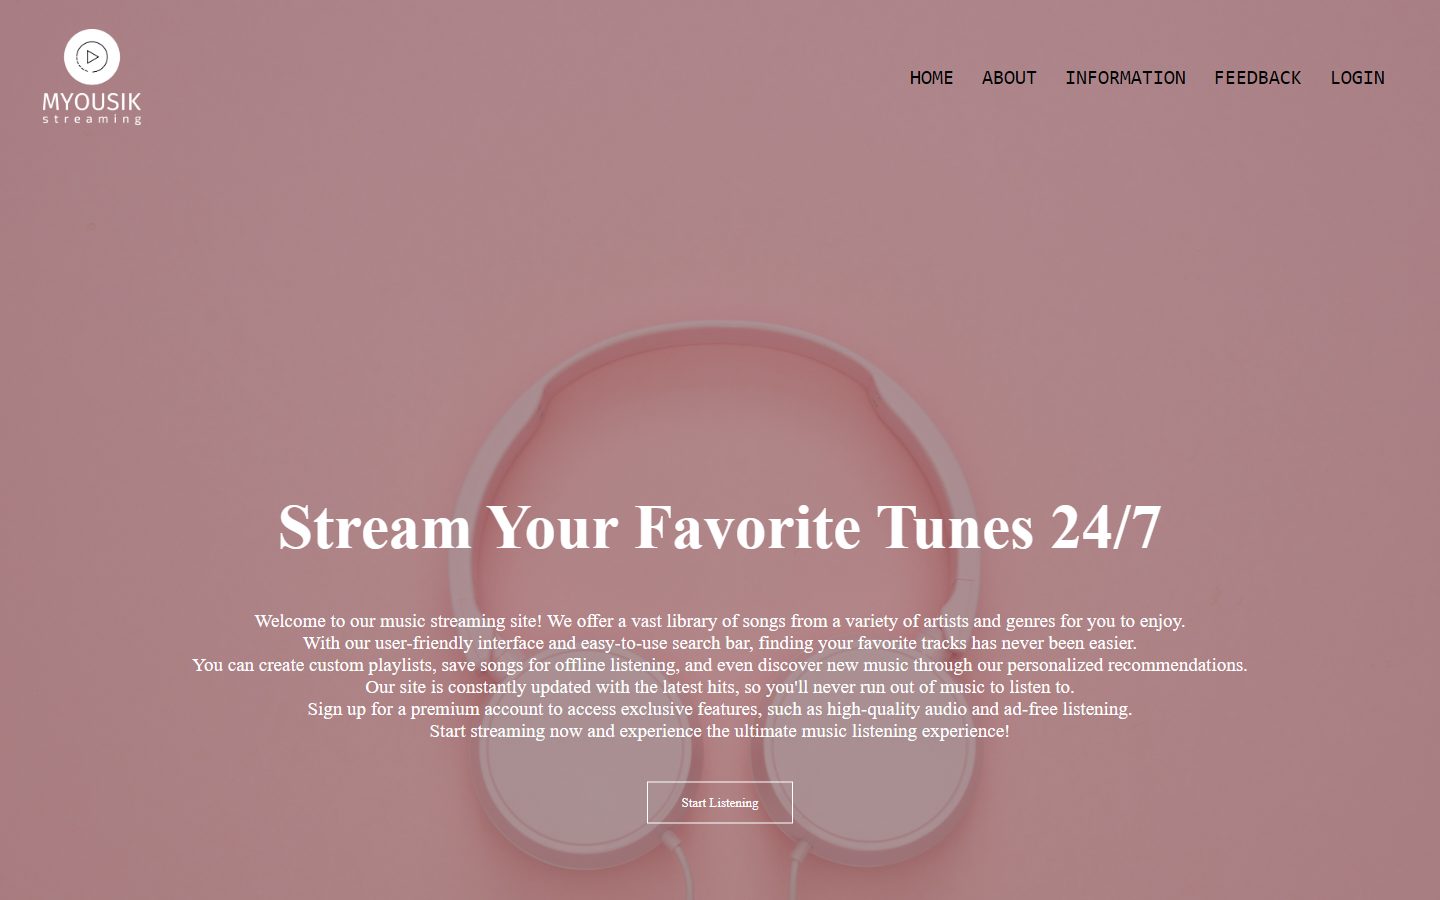 MYOUSIK
streaming
HOME ABOUT INFORMATION FEEDBACK LOGIN
Stream Your Favorite Tunes 24/7
Welcome to our music streaming site! We offer a vast library of songs from a variety of artists and genres for you to enjoy.
With our user-friendly interface and easy-to-use search bar, finding your favorite tracks has never been easier.
You can create custom playlists, save songs for offline listening, and even discover new music through our personalized recommendations.
Our site is constantly updated with the latest hits, so you'll never run out of music to listen to.
Sign up for a premium account to access exclusive features, such as high-quality audio and ad-free listening.
Start streaming now and experience the ultimate music listening experience!
Start Listening